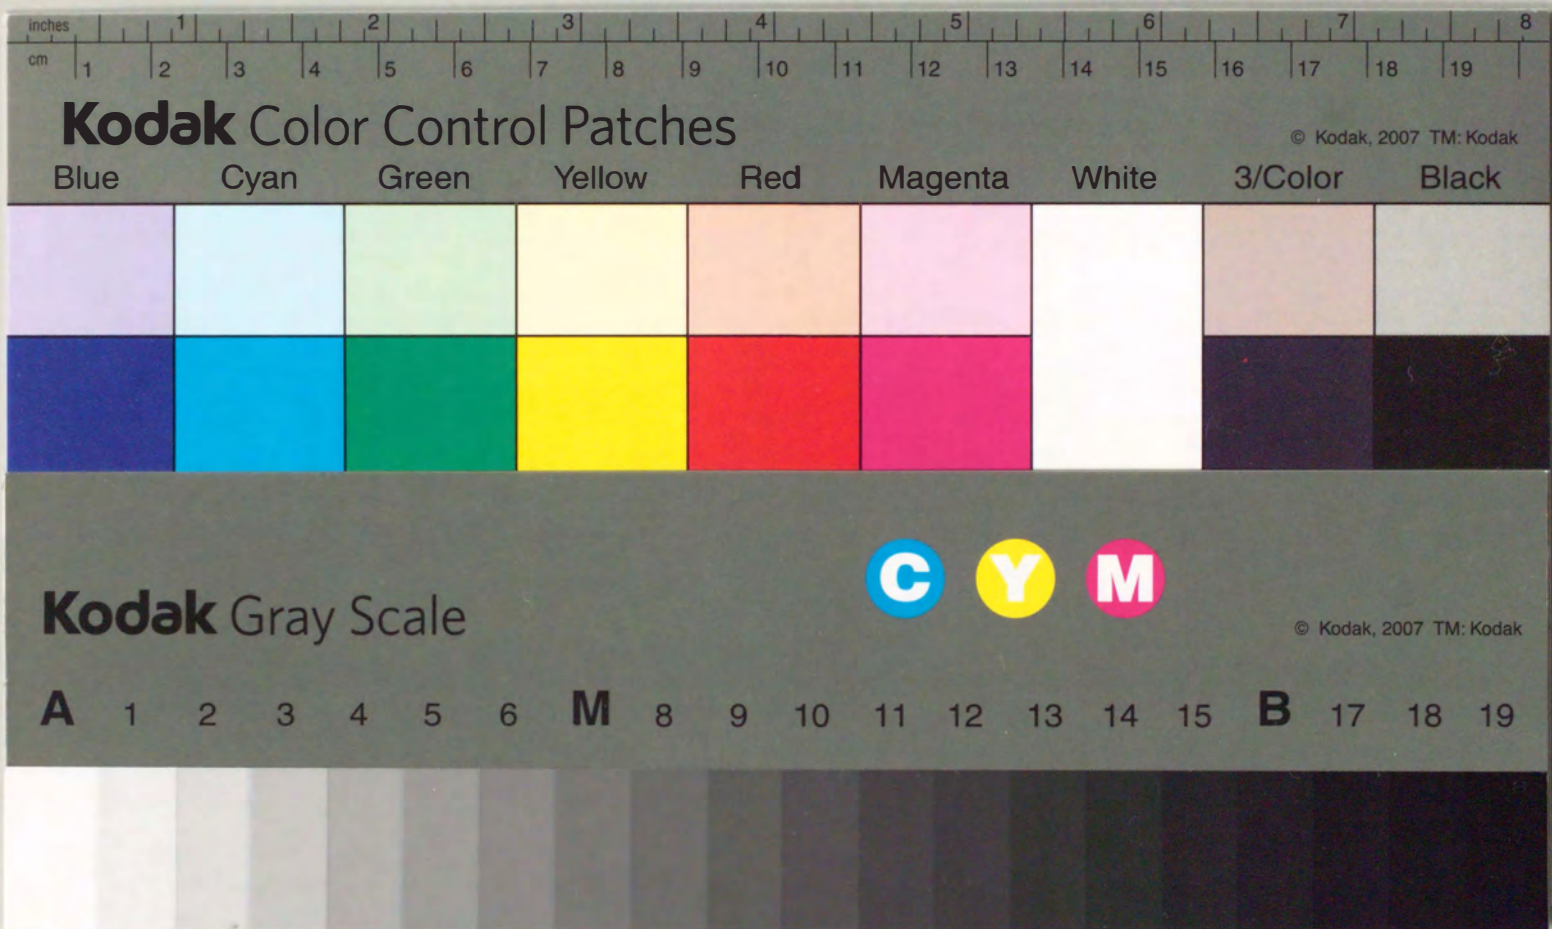 inches 1 2 3 4 5 6 7 8
cm 1 2 3 4 5 6 7 8 9 10 11 12 13 14 15 16 17 18 19
Kodak Color Control Patches
© Kodak, 2007 TM: Kodak
Blue Cyan Green Yellow Red Magenta White 3/Color Black
C Y M
Kodak Gray Scale
© Kodak, 2007 TM: Kodak
A 1 2 3 4 5 6 M 8 9 10 11 12 13 14 15 B 17 18 19